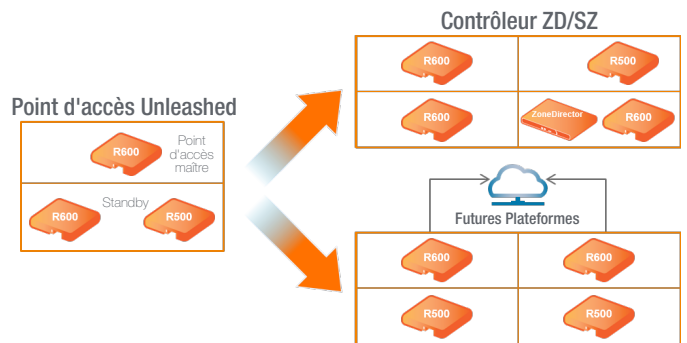 Point d'accès Unleashed
R600
Point
d'accès
maître
R600
Standby
R500
Contrôleur ZD/SZ
R600
R500
R600
ZoneDirector
R600
Futures Plateformes
R600
R600
R500
R500